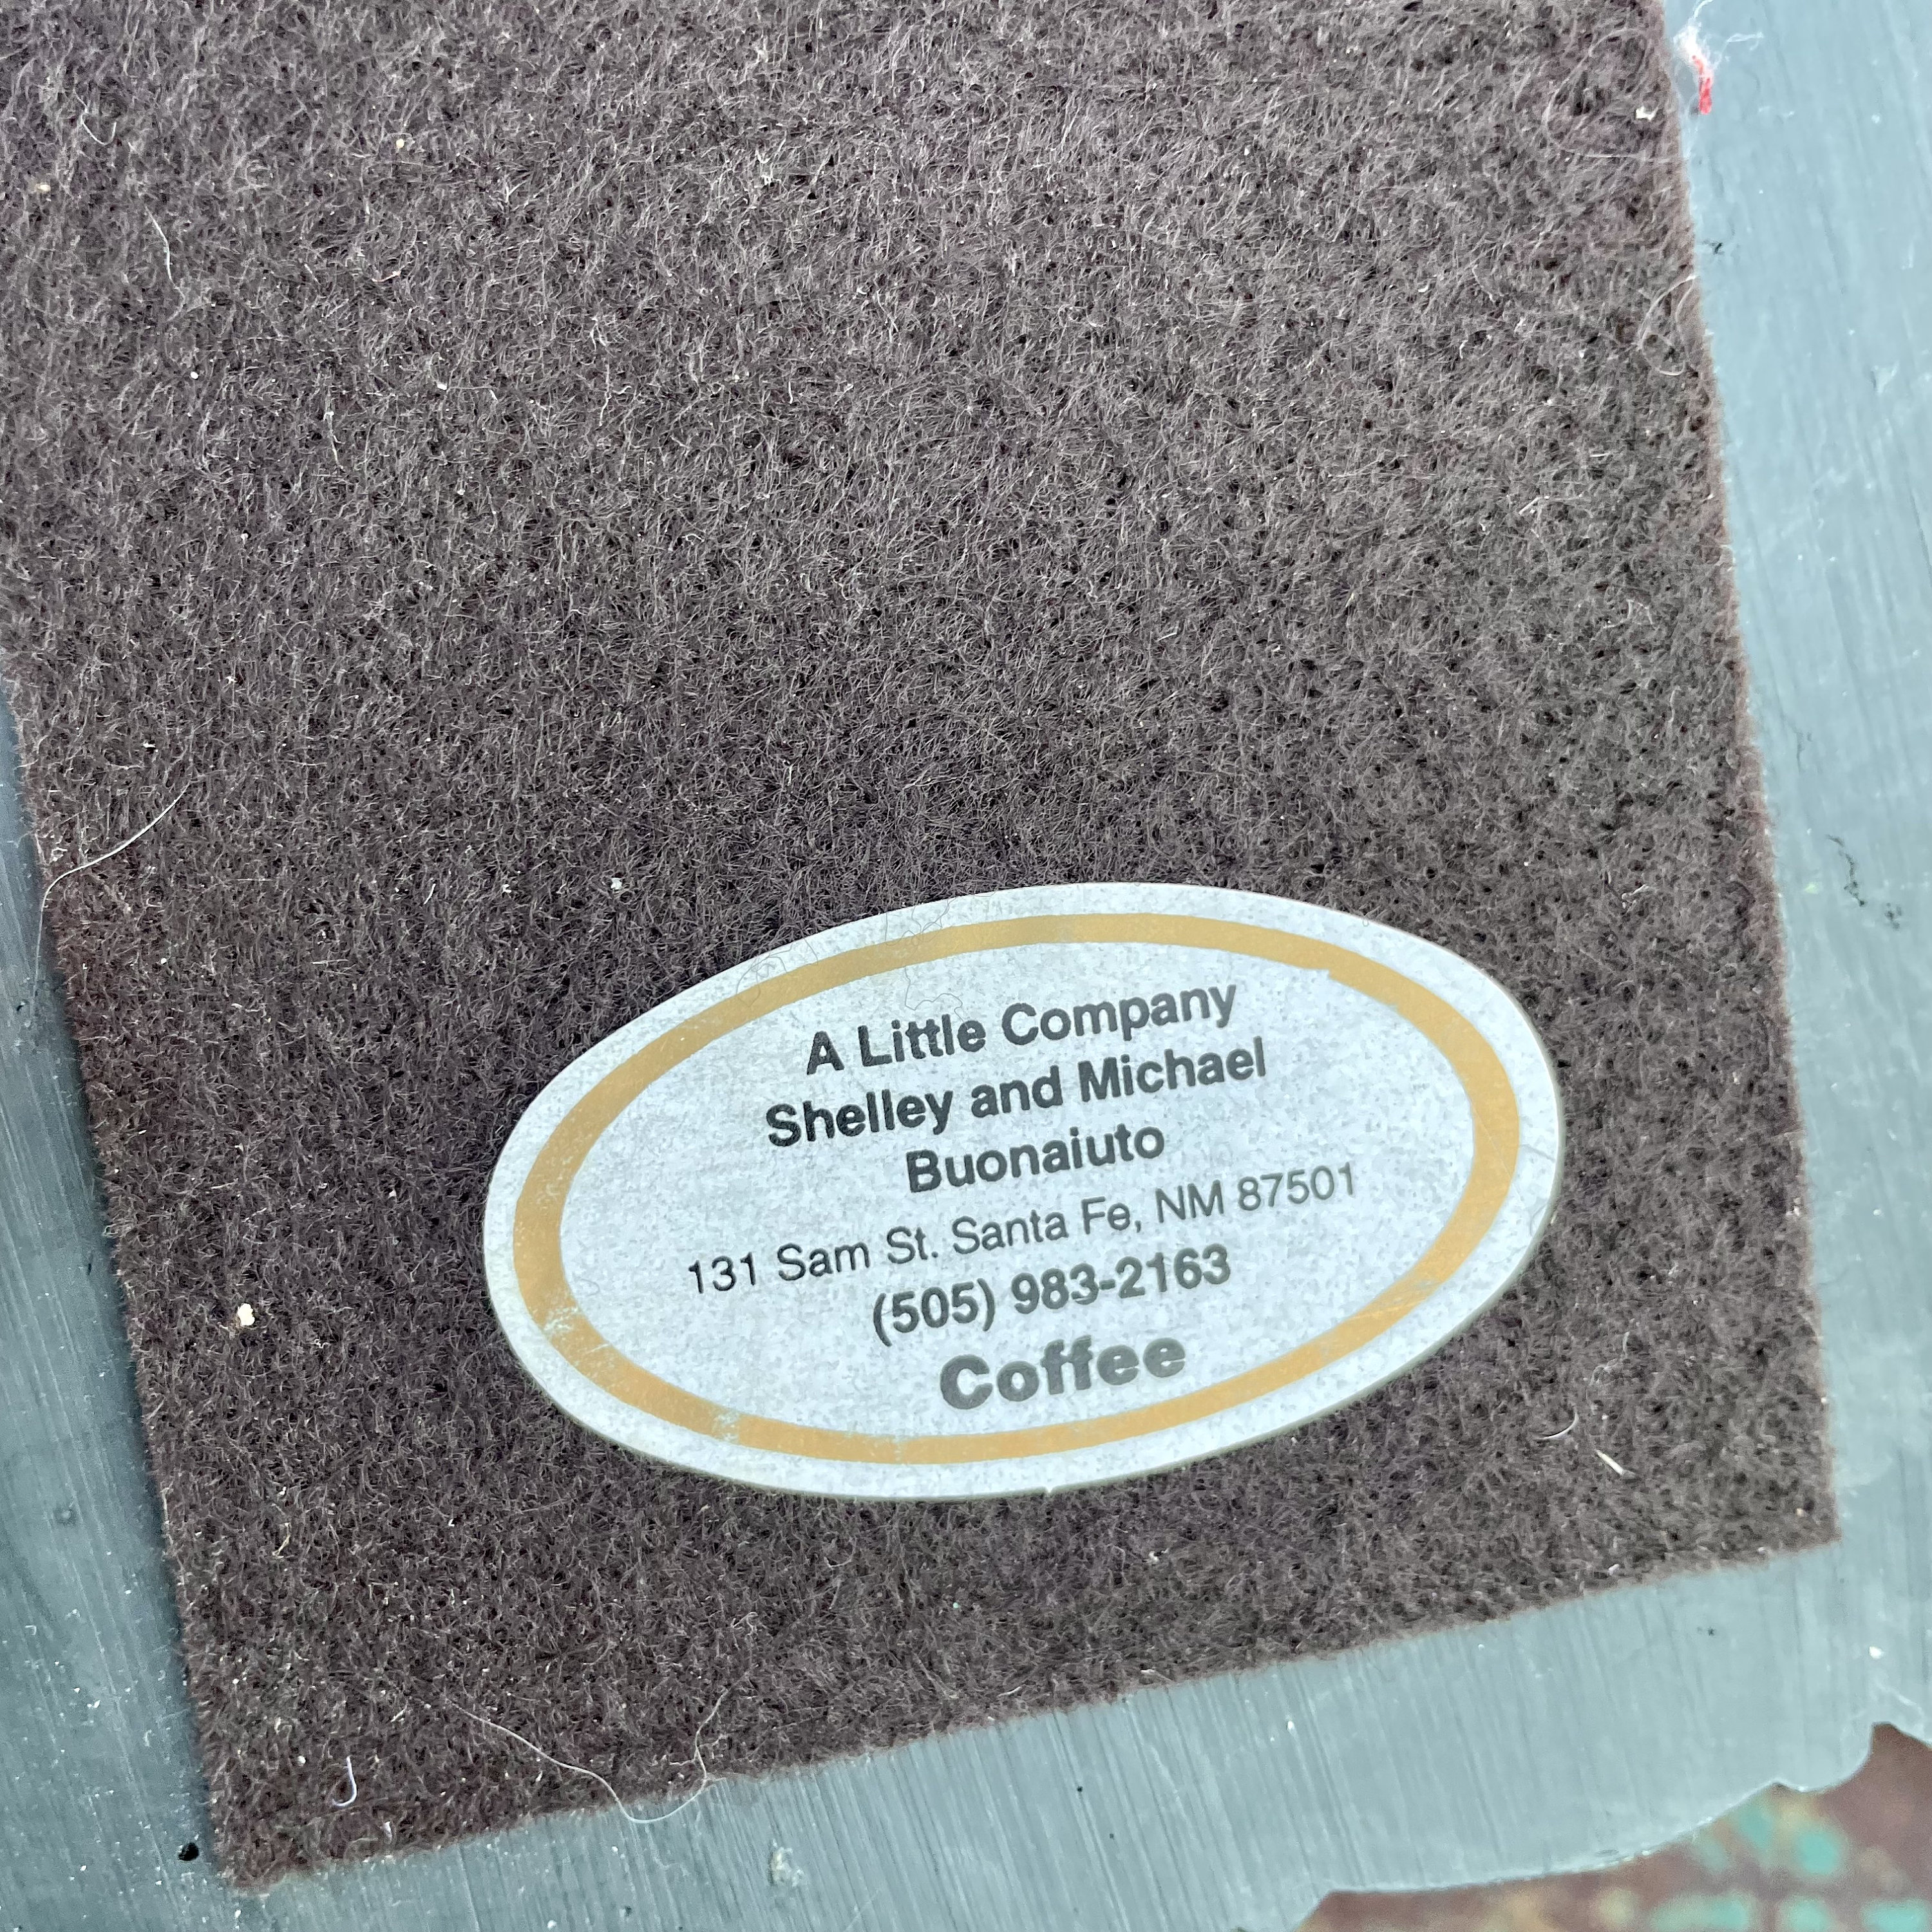 A Little Company
Shelley and Michael
Buonaiuto
131 Sam St. Santa Fe, NM 87501
(505) 983-2163
Coffee